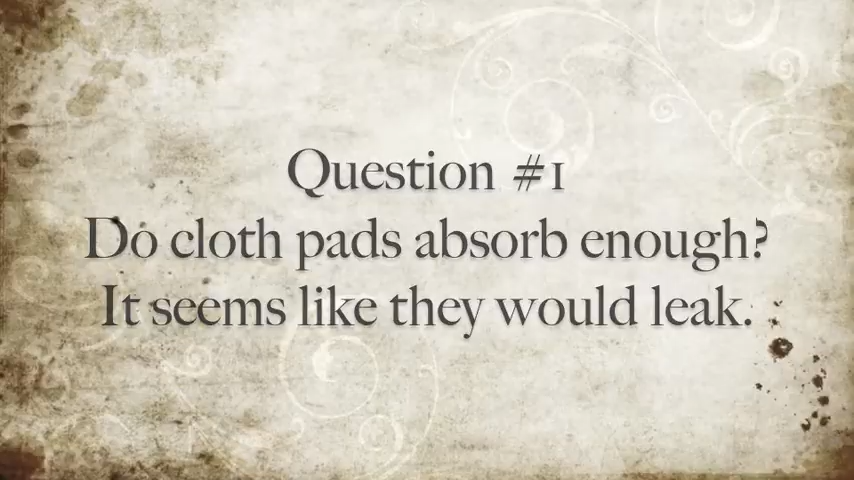 Question #1
Do cloth pads absorb enough?
It seems like they would leak.